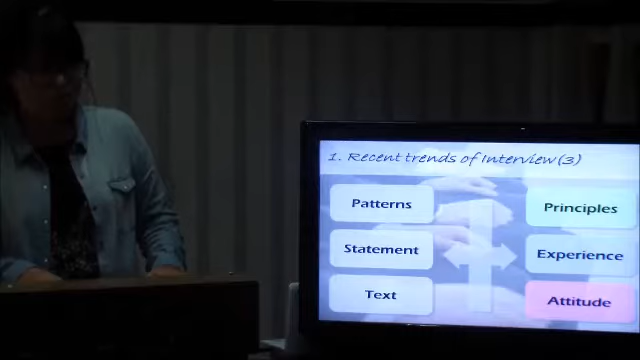 1. Recent trends of Interview(3)
Patterns
Principles
Statement
Experience
Text
Attitude